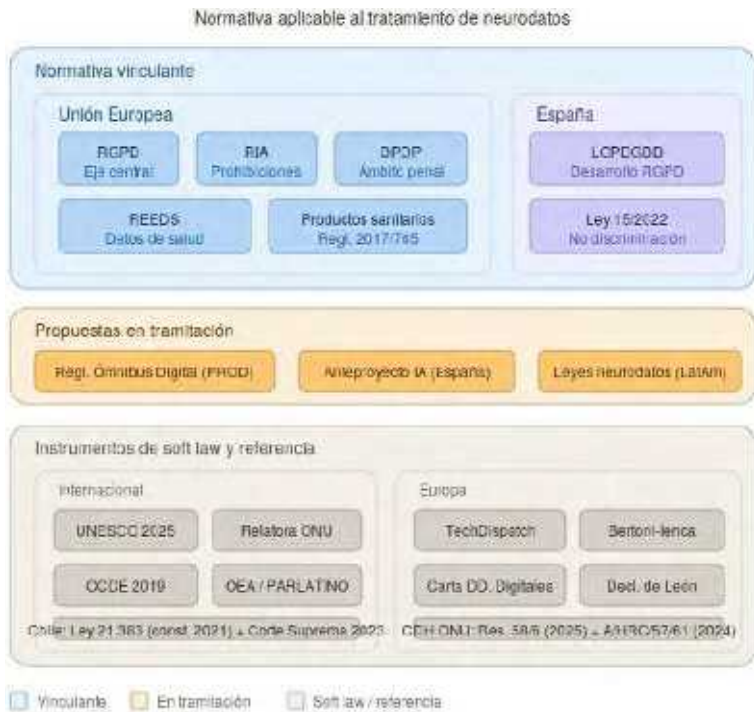 Normativa aplicable al tratamiento de neurodatos
Normativa vinculante
Unión Europea
España
RGPD
Eje central
RIA
Prohibiciones
DPDP
Ámbito penal
LOPDGDD
Desarrollo RGPD
REEDS
Datos de salud
Productos sanitarios
Regl. 2017/745
Ley 15/2022
No discriminación
Propuestas en tramitación
Regl. Ómnibus Digital (PROD)
Anteproyecto IA (España)
Leyes neurodatos (LatAm)
Instrumentos de soft law y referencia
Internacional
Europa
UNESCO 2025
Relatora ONU
TechDispatch
Bertoni-Ienca
OCDE 2019
OEA / PARLATINO
Carta DD. Digitales
Decl. de León
Chile: Ley 21.383 (const. 2021) + Corte Suprema 2023
CDH ONU: Res. 58/6 (2025) + A/HRC/57/61 (2024)
Vinculante
En tramitación
Soft law / referencia